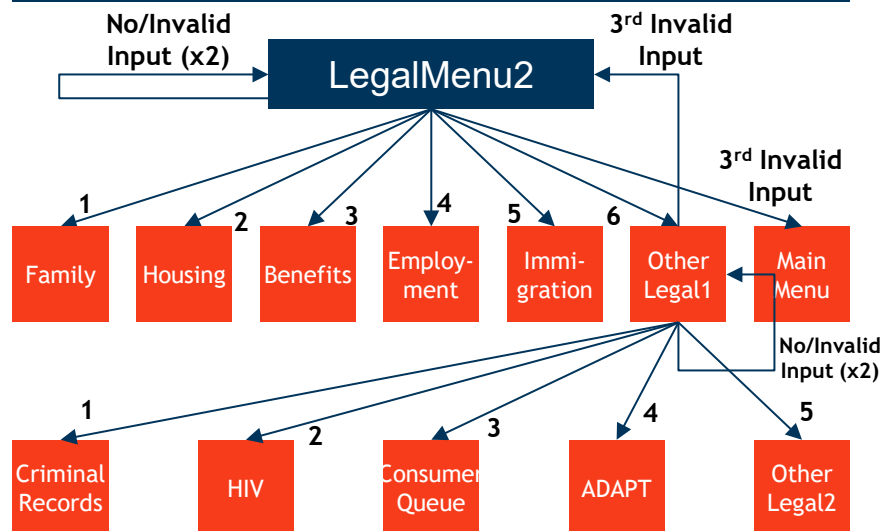 No/Invalid
Input (x2)
3rd Invalid
Input
LegalMenu2
3rd Invalid
Input
1
2
3
4
5
6
Family
Housing
Benefits
Employ-
ment
Immi-
gration
Other
Legal1
Main
Menu
No/Invalid
Input (x2)
1
2
3
4
5
Criminal
Records
HIV
Consumer
Queue
ADAPT
Other
Legal2